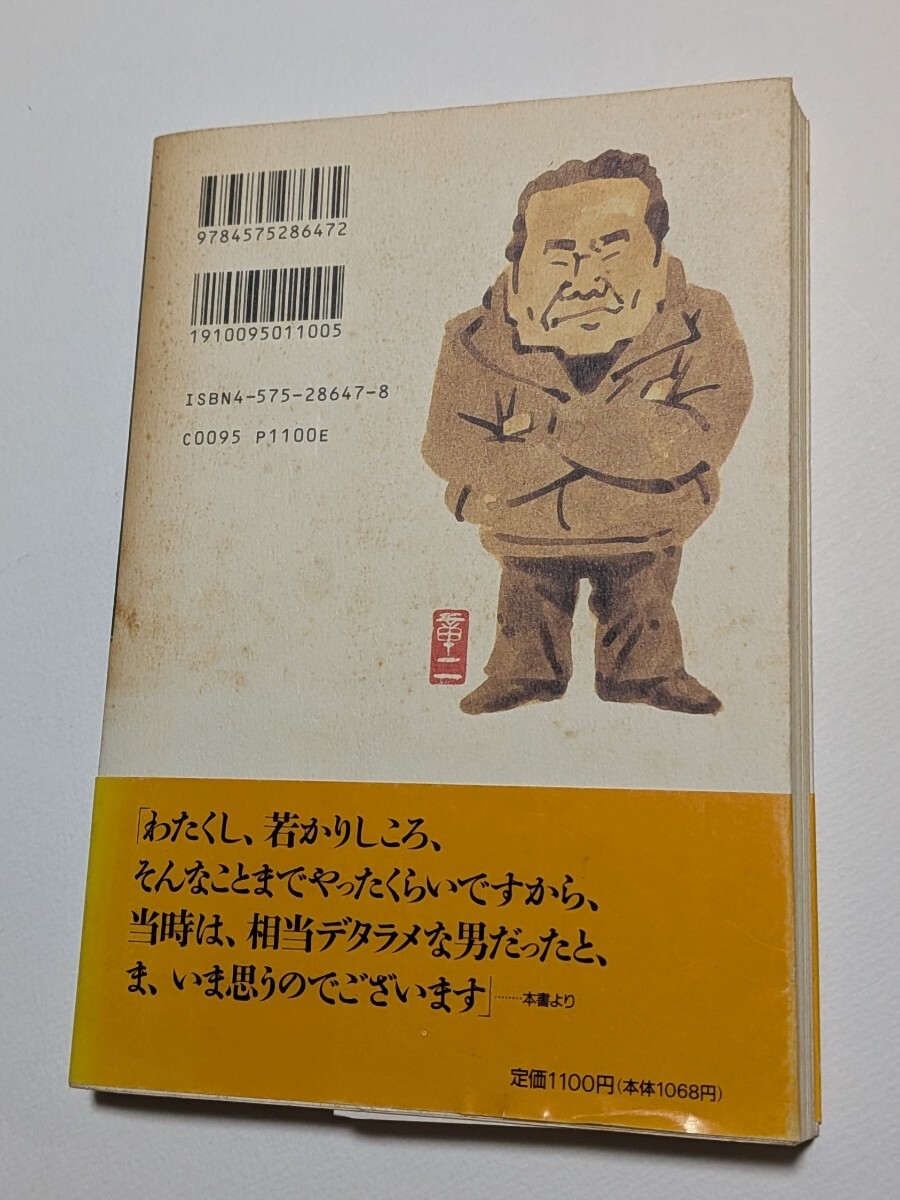 9784575286472
1910095011005
ISBN4-575-28647-8
C0095 P1100E
「わたくし、若かりしころ、
そんなことまでやったくらいですから、
当時は、相当デタラメな男だったと、
ま、いま思うのでございます」………本書より
定価1100円(本体1068円)